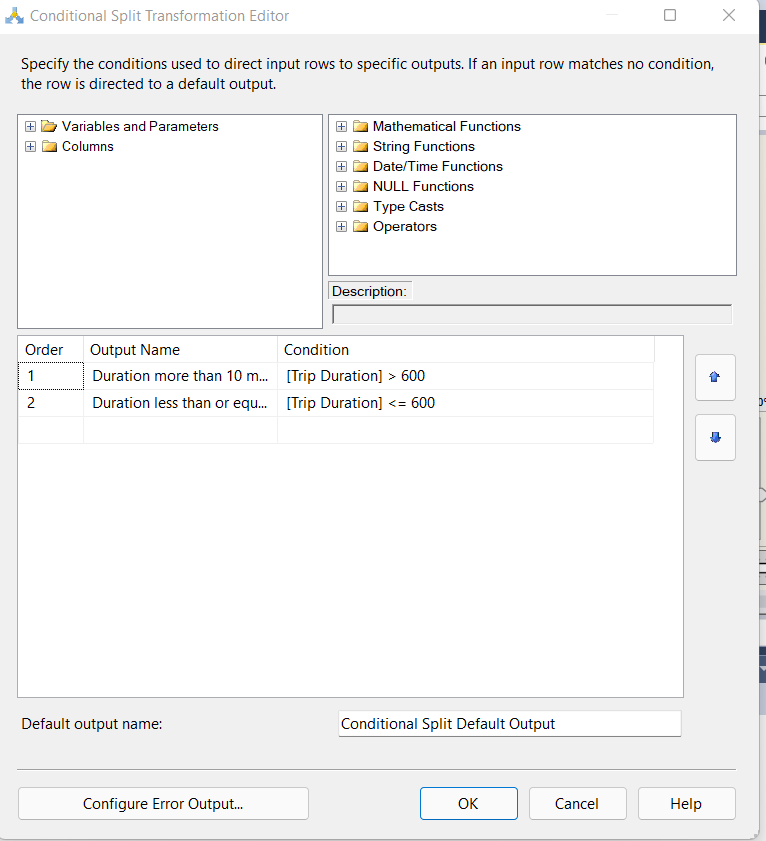 Conditional Split Transformation Editor
Specify the conditions used to direct input rows to specific outputs. If an input row matches no condition,
the row is directed to a default output.
Variables and Parameters
Columns
Mathematical Functions
String Functions
Date/Time Functions
NULL Functions
Type Casts
Operators
Description:
Order Output Name Condition
1 Duration more than 10 m... [Trip Duration] > 600
2 Duration less than or equ... [Trip Duration] <= 600
Default output name: Conditional Split Default Output
Configure Error Output... OK Cancel Help